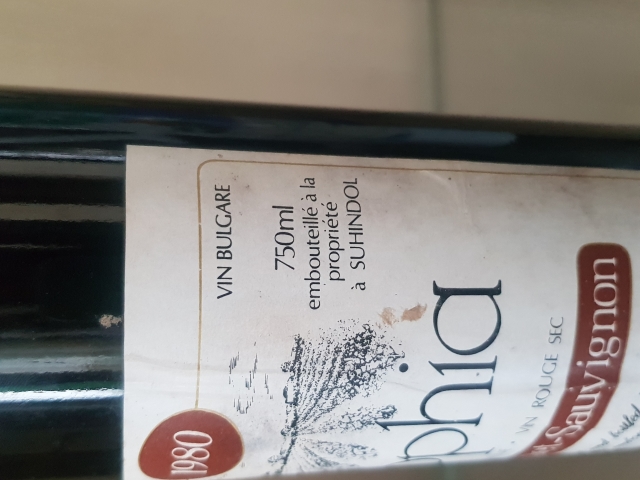 VIN BULGARE
750ml
embouteillé à la
propriété
à SUHINDOL
1980
phia
VIN ROUGE SEC
Sauvignon